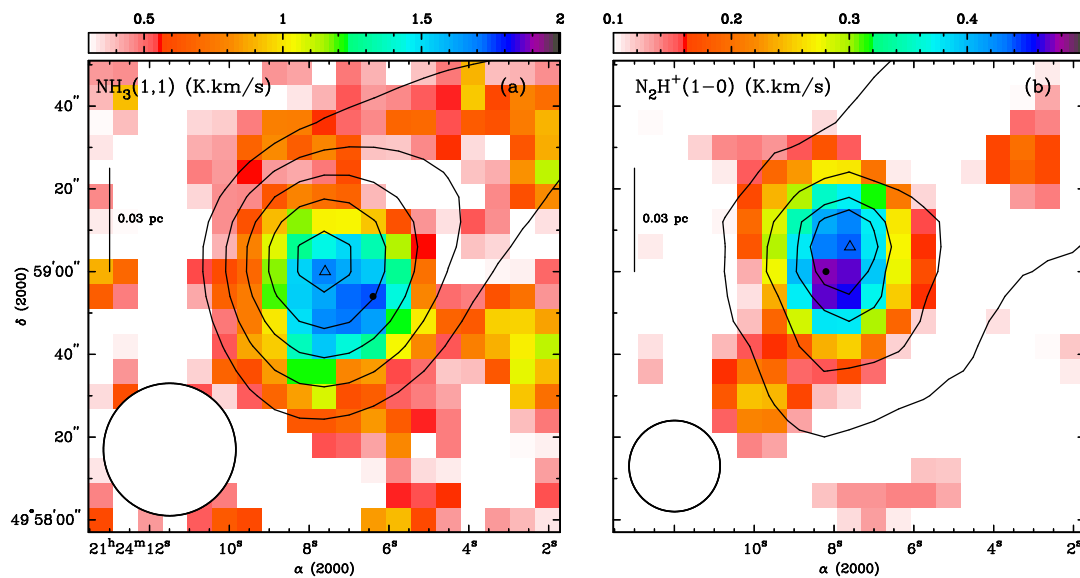 0.5 1 1.5 2
NH₃(1,1) (K.km/s) (a)
40″
20″
0.03 pc
59′00″
40″
20″
49°58′00″
δ (2000)
21ʰ24ᵐ12ˢ 10ˢ 8ˢ 6ˢ 4ˢ 2ˢ
α (2000)
0.1 0.2 0.3 0.4
N₂H⁺(1−0) (K.km/s) (b)
0.03 pc
δ (2000)
10ˢ 8ˢ 6ˢ 4ˢ 2ˢ
α (2000)